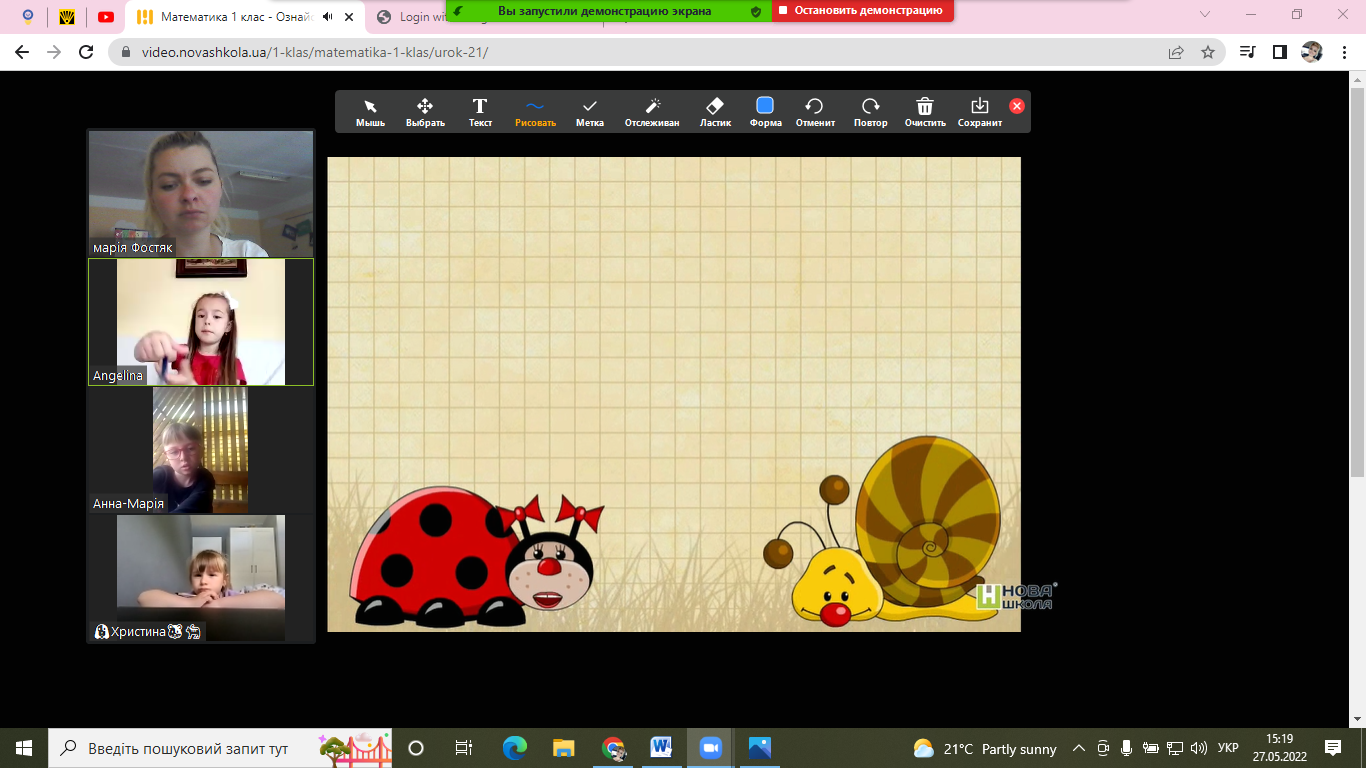 Математика 1 клас - Ознай
Login wi
Вы запустили демонстрацию экрана
Остановить демонстрацию
video.novashkola.ua/1-klas/matematika-1-klas/urok-21/
Мышь
Выбрать
Текст
Рисовать
Метка
Отслеживан
Ластик
Форма
Отменит
Повтор
Очистить
Сохранит
марія Фостяк
Angelina
Анна-Марія
Христина
НОВА
ШКОЛА
Введіть пошуковий запит тут
21°C Partly sunny
УКР
15:19
27.05.2022